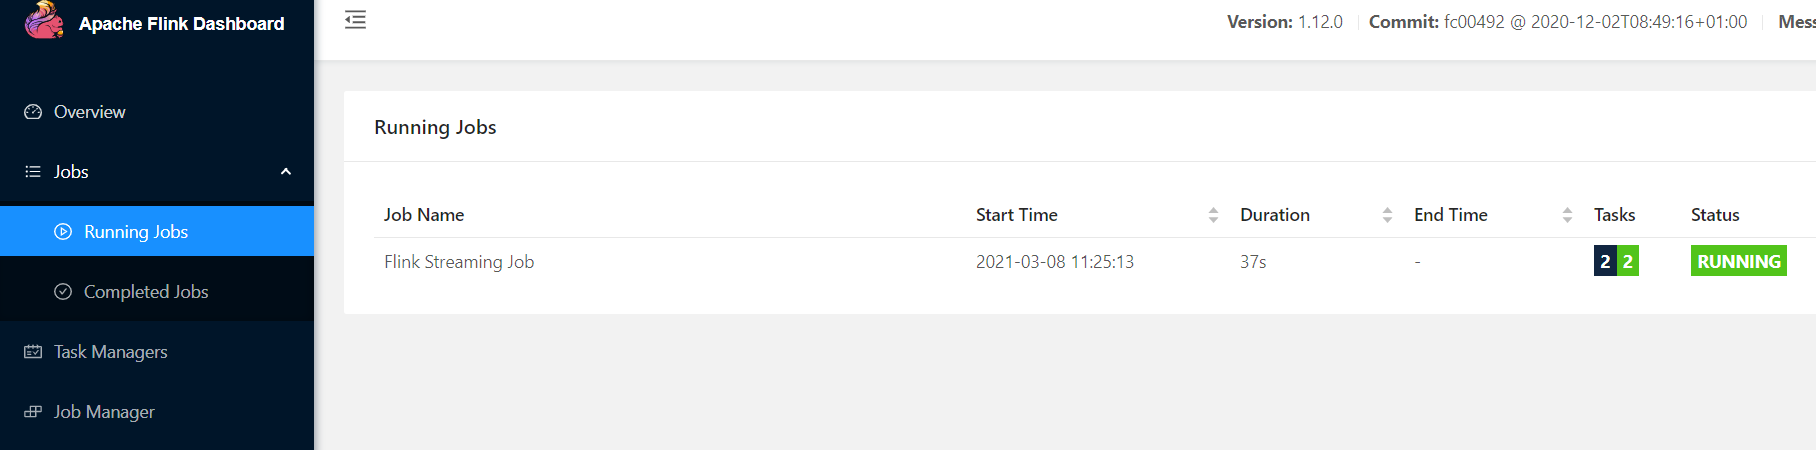 Apache Flink Dashboard
Version: 1.12.0 Commit: fc00492 @ 2020-12-02T08:49:16+01:00 Mess
Overview
Jobs
Running Jobs
Completed Jobs
Task Managers
Job Manager
Running Jobs
Job Name Start Time Duration End Time Tasks Status
Flink Streaming Job 2021-03-08 11:25:13 37s - 2 2 RUNNING